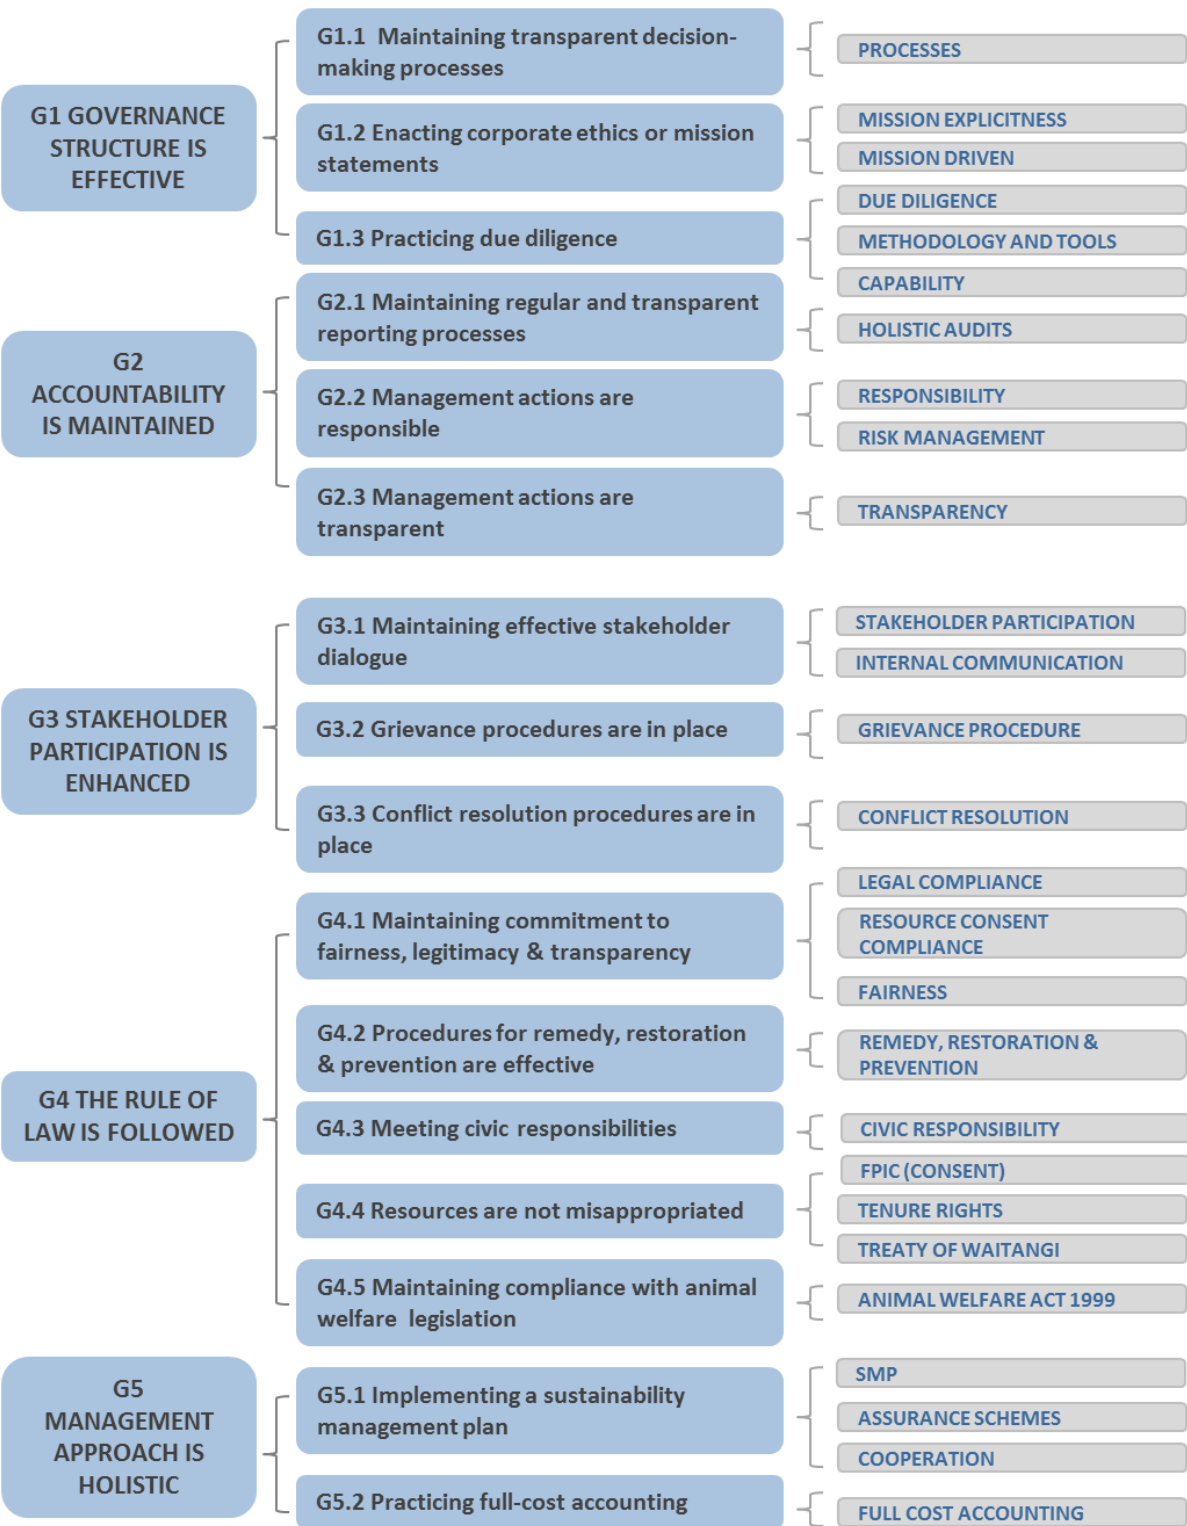 G1 GOVERNANCE
STRUCTURE IS
EFFECTIVE
G1.1 Maintaining transparent decision-
making processes
PROCESSES
G1.2 Enacting corporate ethics or mission
statements
MISSION EXPLICITNESS
MISSION DRIVEN
G1.3 Practicing due diligence
DUE DILIGENCE
METHODOLOGY AND TOOLS
CAPABILITY
G2
ACCOUNTABILITY
IS MAINTAINED
G2.1 Maintaining regular and transparent
reporting processes
HOLISTIC AUDITS
G2.2 Management actions are
responsible
RESPONSIBILITY
RISK MANAGEMENT
G2.3 Management actions are
transparent
TRANSPARENCY
G3 STAKEHOLDER
PARTICIPATION IS
ENHANCED
G3.1 Maintaining effective stakeholder
dialogue
STAKEHOLDER PARTICIPATION
INTERNAL COMMUNICATION
G3.2 Grievance procedures are in place
GRIEVANCE PROCEDURE
G3.3 Conflict resolution procedures are in
place
CONFLICT RESOLUTION
G4 THE RULE OF
LAW IS FOLLOWED
G4.1 Maintaining commitment to
fairness, legitimacy & transparency
LEGAL COMPLIANCE
RESOURCE CONSENT
COMPLIANCE
FAIRNESS
G4.2 Procedures for remedy, restoration
& prevention are effective
REMEDY, RESTORATION &
PREVENTION
G4.3 Meeting civic responsibilities
CIVIC RESPONSIBILITY
G4.4 Resources are not misappropriated
FPIC (CONSENT)
TENURE RIGHTS
TREATY OF WAITANGI
G4.5 Maintaining compliance with animal
welfare legislation
ANIMAL WELFARE ACT 1999
G5
MANAGEMENT
APPROACH IS
HOLISTIC
G5.1 Implementing a sustainability
management plan
SMP
ASSURANCE SCHEMES
COOPERATION
G5.2 Practicing full-cost accounting
FULL COST ACCOUNTING